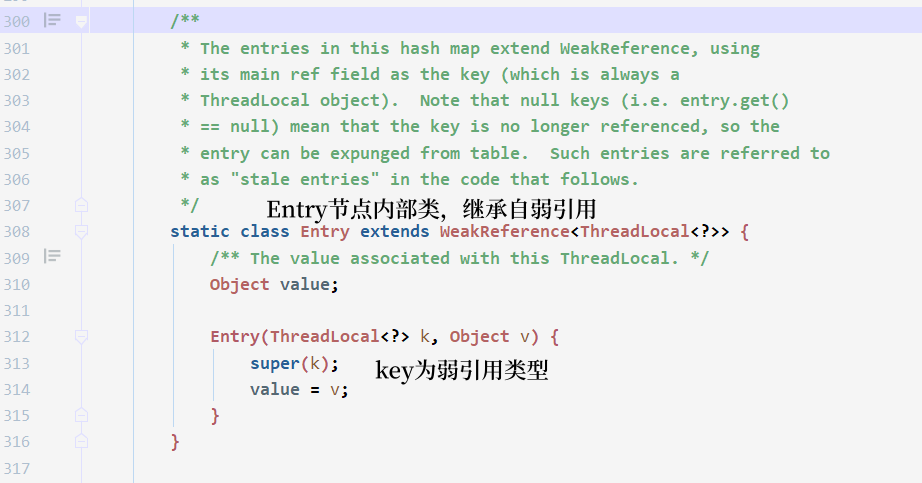 300 /**
301 * The entries in this hash map extend WeakReference, using
302 * its main ref field as the key (which is always a
303 * ThreadLocal object).  Note that null keys (i.e. entry.get()
304 * == null) mean that the key is no longer referenced, so the
305 * entry can be expunged from table.  Such entries are referred to
306 * as "stale entries" in the code that follows.
307 */ Entry节点内部类，继承自弱引用
308 static class Entry extends WeakReference<ThreadLocal<?>> {
309 /** The value associated with this ThreadLocal. */
310 Object value;
311
312 Entry(ThreadLocal<?> k, Object v) {
313 super(k); key为弱引用类型
314 value = v;
315 }
316 }
317